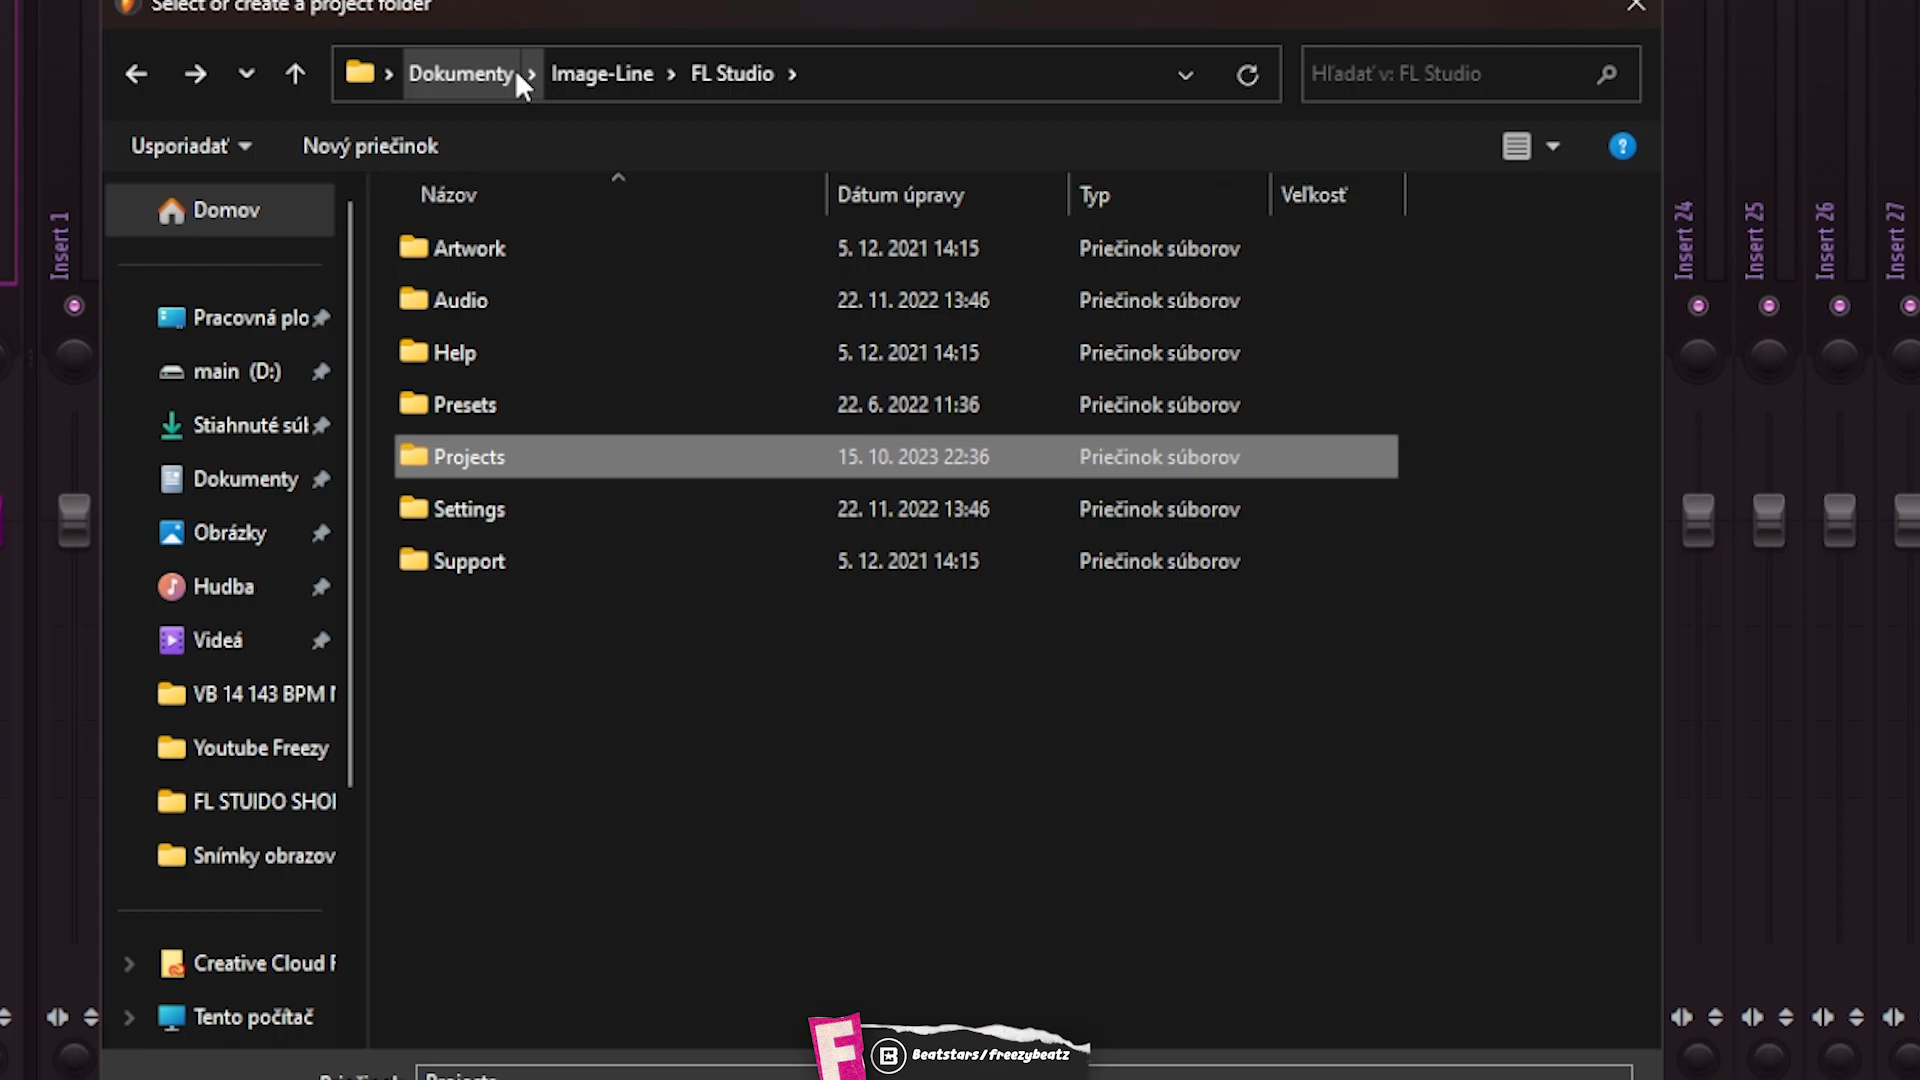 Select or create a project folder
Dokumenty Image-Line FL Studio
Hľadať v: FL Studio
Usporiadať Nový priečinok
Názov Dátum úpravy Typ Veľkosť
Domov
Artwork 5. 12. 2021 14:15 Priečinok súborov
Audio 22. 11. 2022 13:46 Priečinok súborov
Help 5. 12. 2021 14:15 Priečinok súborov
Presets 22. 6. 2022 11:36 Priečinok súborov
Projects 15. 10. 2023 22:36 Priečinok súborov
Settings 22. 11. 2022 13:46 Priečinok súborov
Support 5. 12. 2021 14:15 Priečinok súborov
Pracovná plo
main (D:)
Stiahnuté súl
Dokumenty
Obrázky
Hudba
Videá
VB 14 143 BPM
Youtube Freezy
FL STUIDO SHO
Snímky obrazov
Creative Cloud F
Tento počítač
Insert 1
Insert 24
Insert 25
Insert 26
Insert 27
F
Beatstars/freezybeatz
Projects